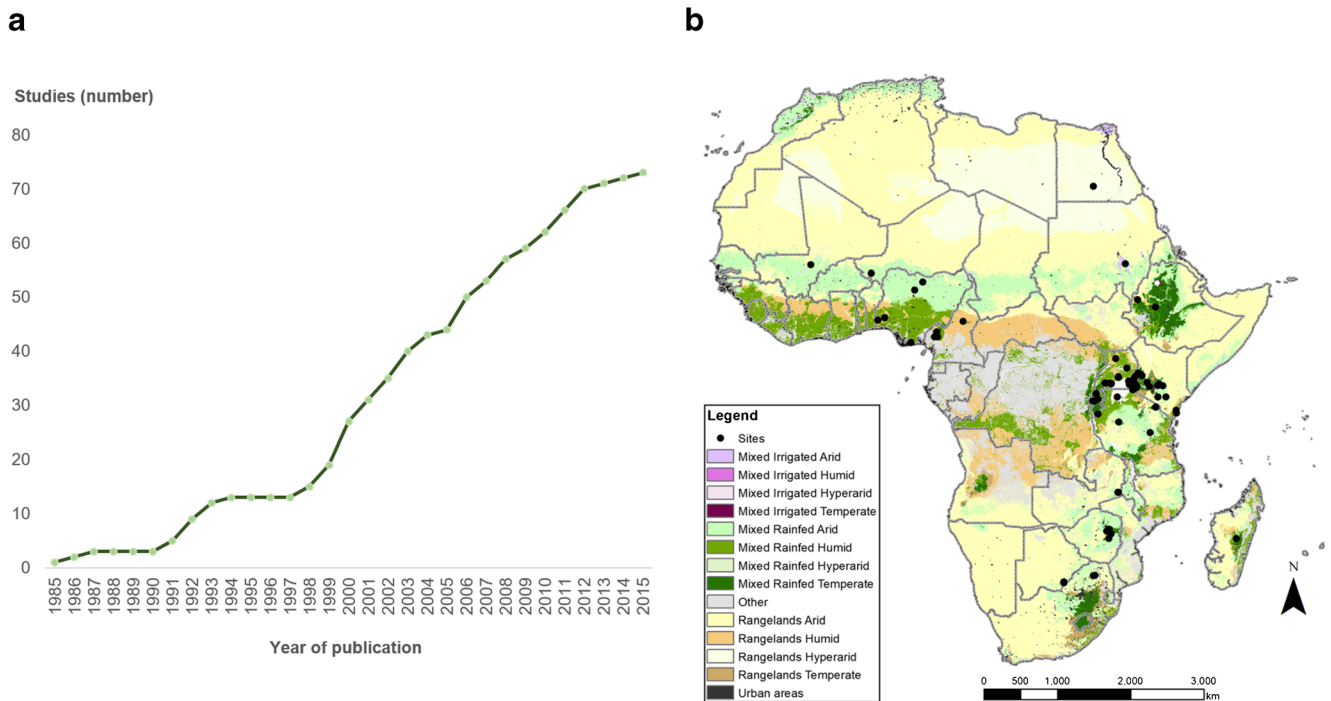 a
Studies (number)
80
70
60
50
40
30
20
10
0
1985
1986
1987
1988
1989
1990
1991
1992
1993
1994
1995
1996
1997
1998
1999
2000
2001
2002
2003
2004
2005
2006
2007
2008
2009
2010
2011
2012
2013
2014
2015
Year of publication
b
Legend
Sites
Mixed Irrigated Arid
Mixed Irrigated Humid
Mixed Irrigated Hyperarid
Mixed Irrigated Temperate
Mixed Rainfed Arid
Mixed Rainfed Humid
Mixed Rainfed Hyperarid
Mixed Rainfed Temperate
Other
Rangelands Arid
Rangelands Humid
Rangelands Hyperarid
Rangelands Temperate
Urban areas
N
0 500 1.000 2.000 3.000
km